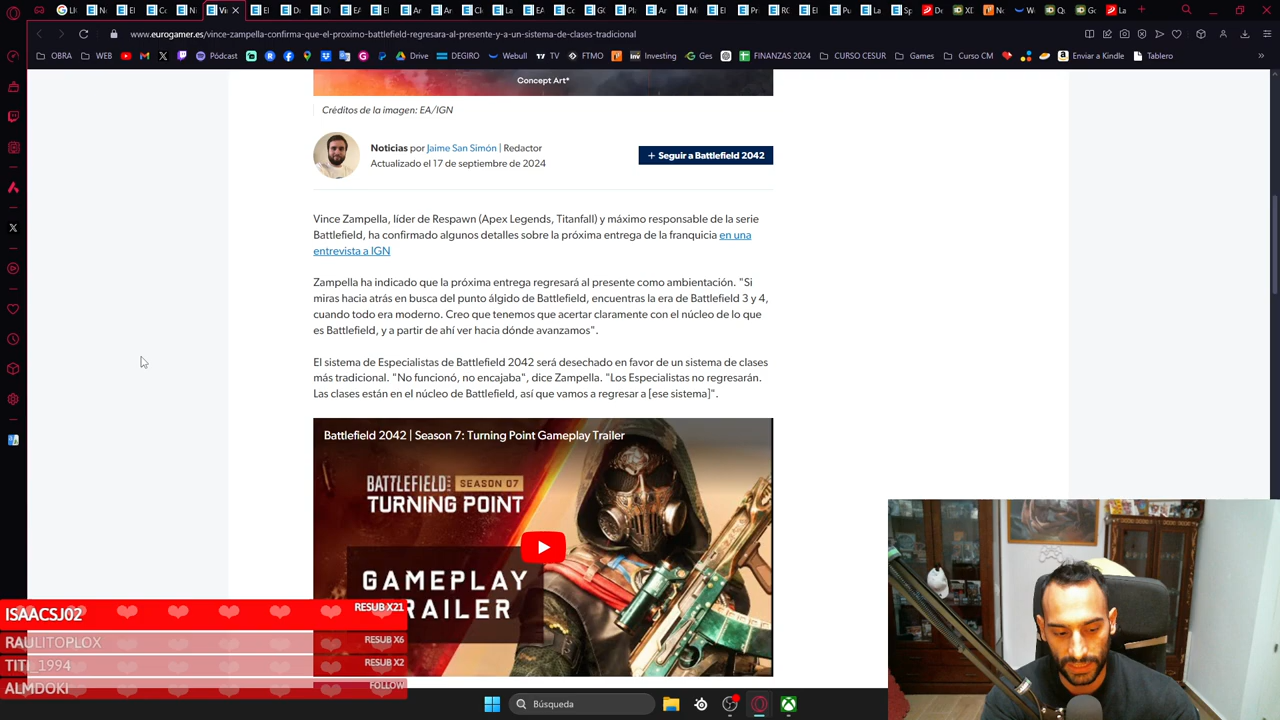 www.eurogamer.es/vince-zampella-confirma-que-el-proximo-battlefield-regresara-al-presente-y-a-un-sistema-de-clases-tradicional
OBRA WEB YouTube Gmail Pódcast Drive DEGIRO Webull TV FTMO Investing Ges FINANZAS 2024 CURSO CESUR Games Curso CM Enviar a Kindle Tablero
Concept Art*
Créditos de la imagen: EA/IGN
Noticias por Jaime San Simón | Redactor
Actualizado el 17 de septiembre de 2024
+ Seguir a Battlefield 2042
Vince Zampella, líder de Respawn (Apex Legends, Titanfall) y máximo responsable de la serie
Battlefield, ha confirmado algunos detalles sobre la próxima entrega de la franquicia en una
entrevista a IGN
Zampella ha indicado que la próxima entrega regresará al presente como ambientación. "Si
miras hacia atrás en busca del punto álgido de Battlefield, encuentras la era de Battlefield 3 y 4,
cuando todo era moderno. Creo que tenemos que acertar claramente con el núcleo de lo que
es Battlefield, y a partir de ahí ver hacia dónde avanzamos".
El sistema de Especialistas de Battlefield 2042 será desechado en favor de un sistema de clases
más tradicional. "No funcionó, no encajaba", dice Zampella. "Los Especialistas no regresarán.
Las clases están en el núcleo de Battlefield, así que vamos a regresar a [ese sistema]".
Battlefield 2042 | Season 7: Turning Point Gameplay Trailer
BATTLEFIELD SEASON 07
TURNING POINT
GAMEPLAY
TRAILER
ISAACSJ02 RESUB X21
RAULITOPLOX RESUB X6
TITI_1994 RESUB X2
ALMDOKI FOLLOW
Búsqueda